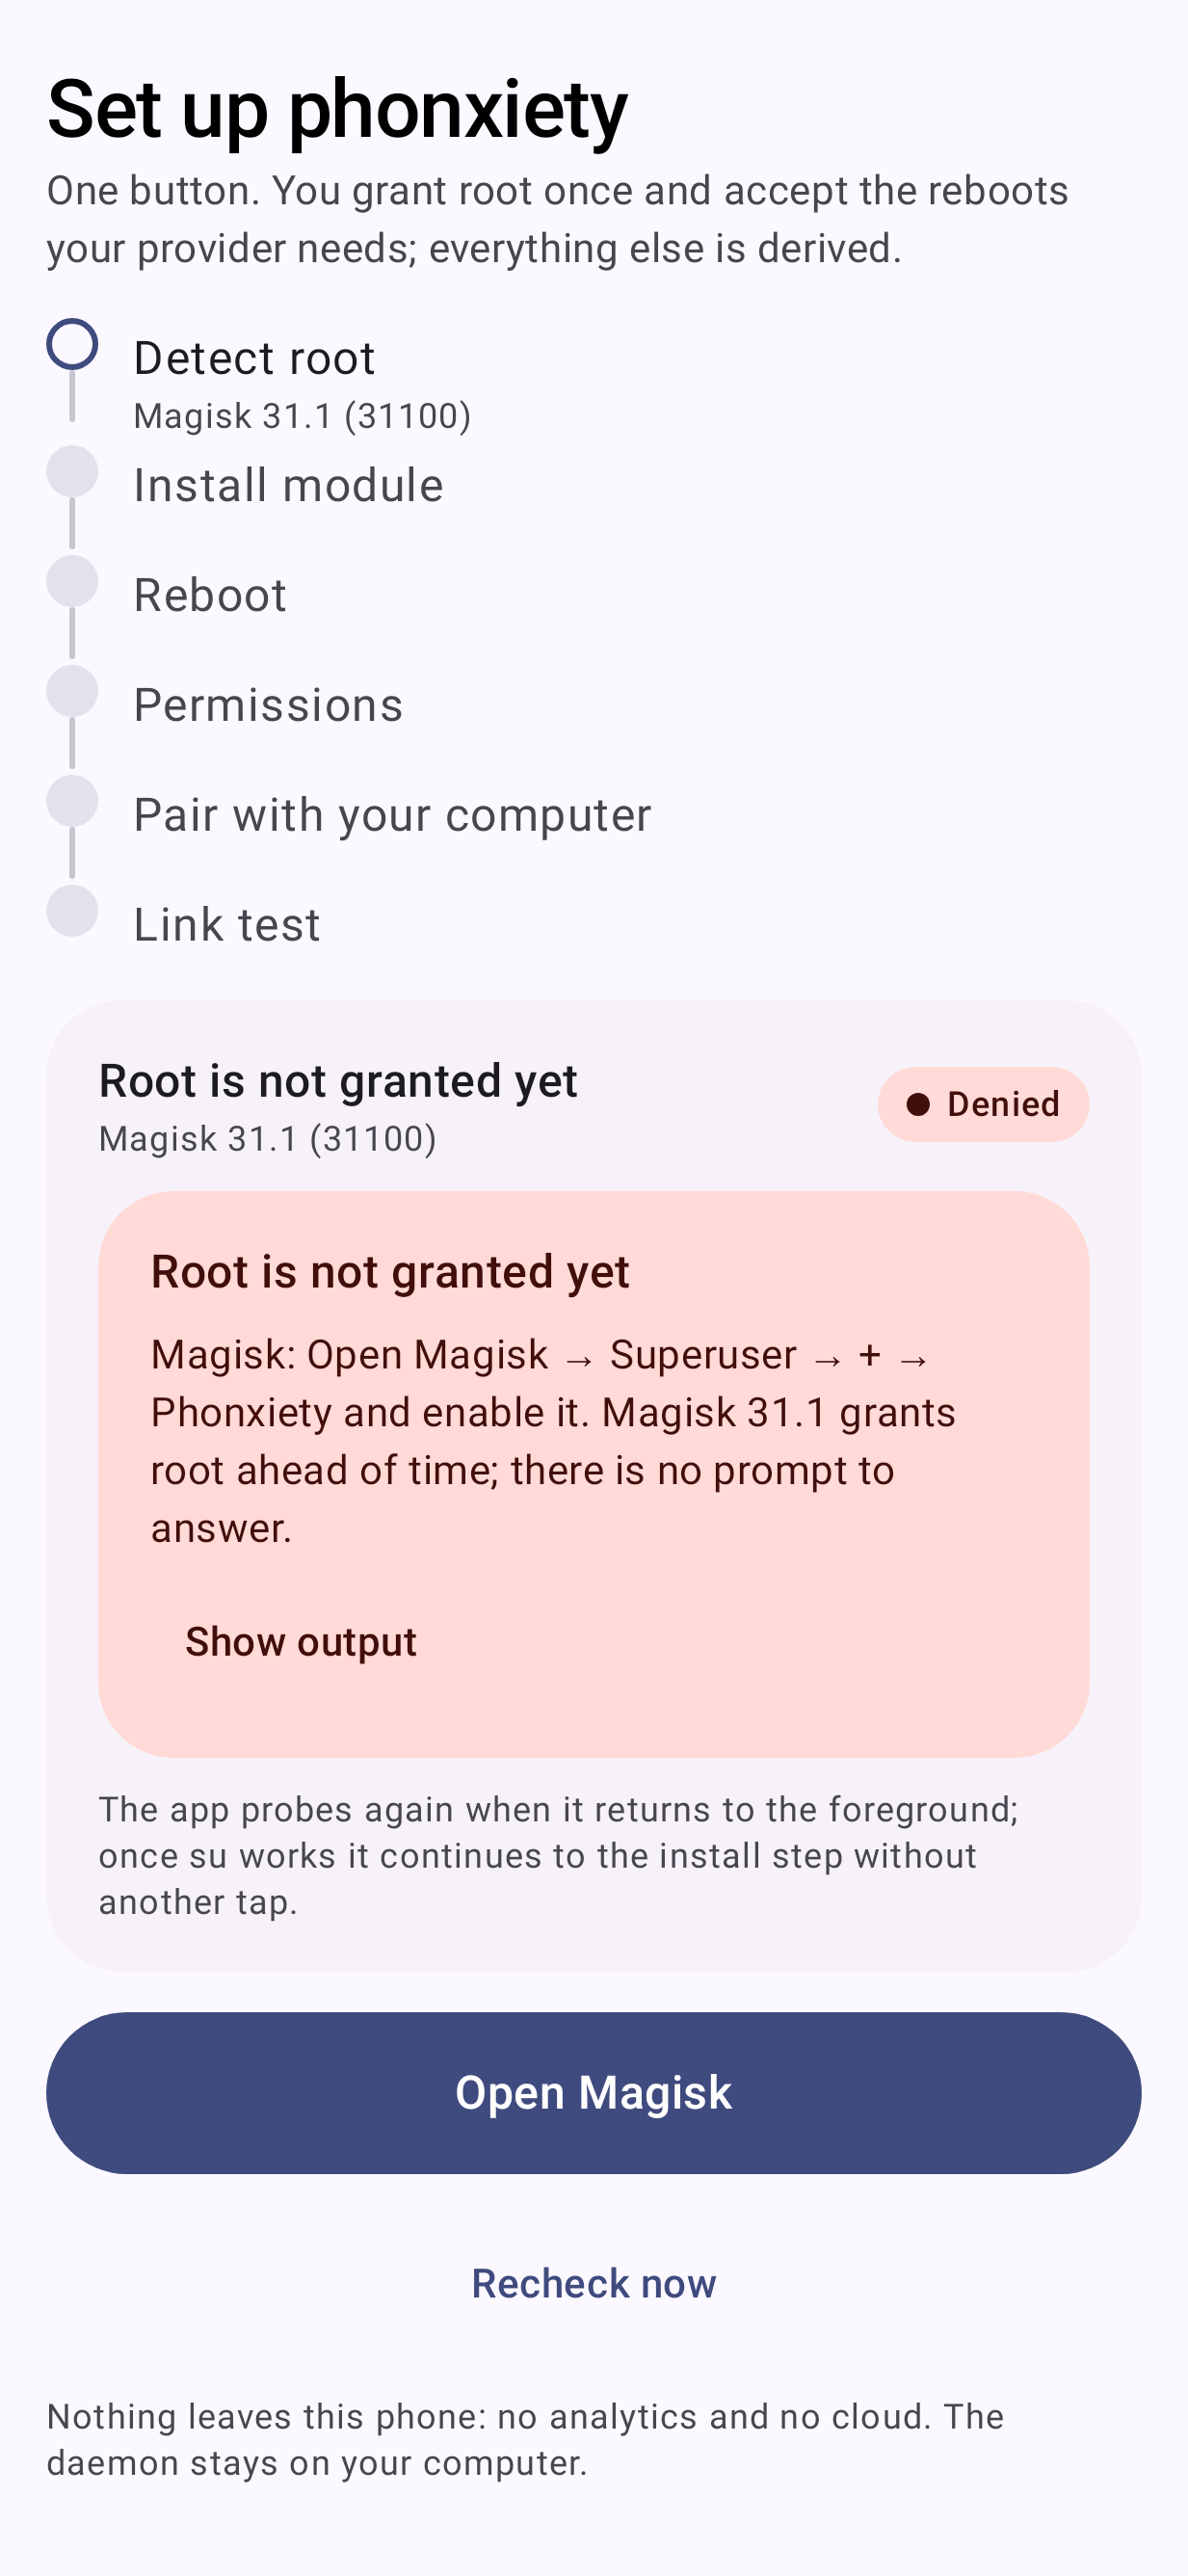 Set up phonxiety
One button. You grant root once and accept the reboots
your provider needs; everything else is derived.
Detect root
Magisk 31.1 (31100)
Install module
Reboot
Permissions
Pair with your computer
Link test
Root is not granted yet
Magisk 31.1 (31100)
Denied
Root is not granted yet
Magisk: Open Magisk → Superuser → + →
Phonxiety and enable it. Magisk 31.1 grants
root ahead of time; there is no prompt to
answer.
Show output
The app probes again when it returns to the foreground;
once su works it continues to the install step without
another tap.
Open Magisk
Recheck now
Nothing leaves this phone: no analytics and no cloud. The
daemon stays on your computer.